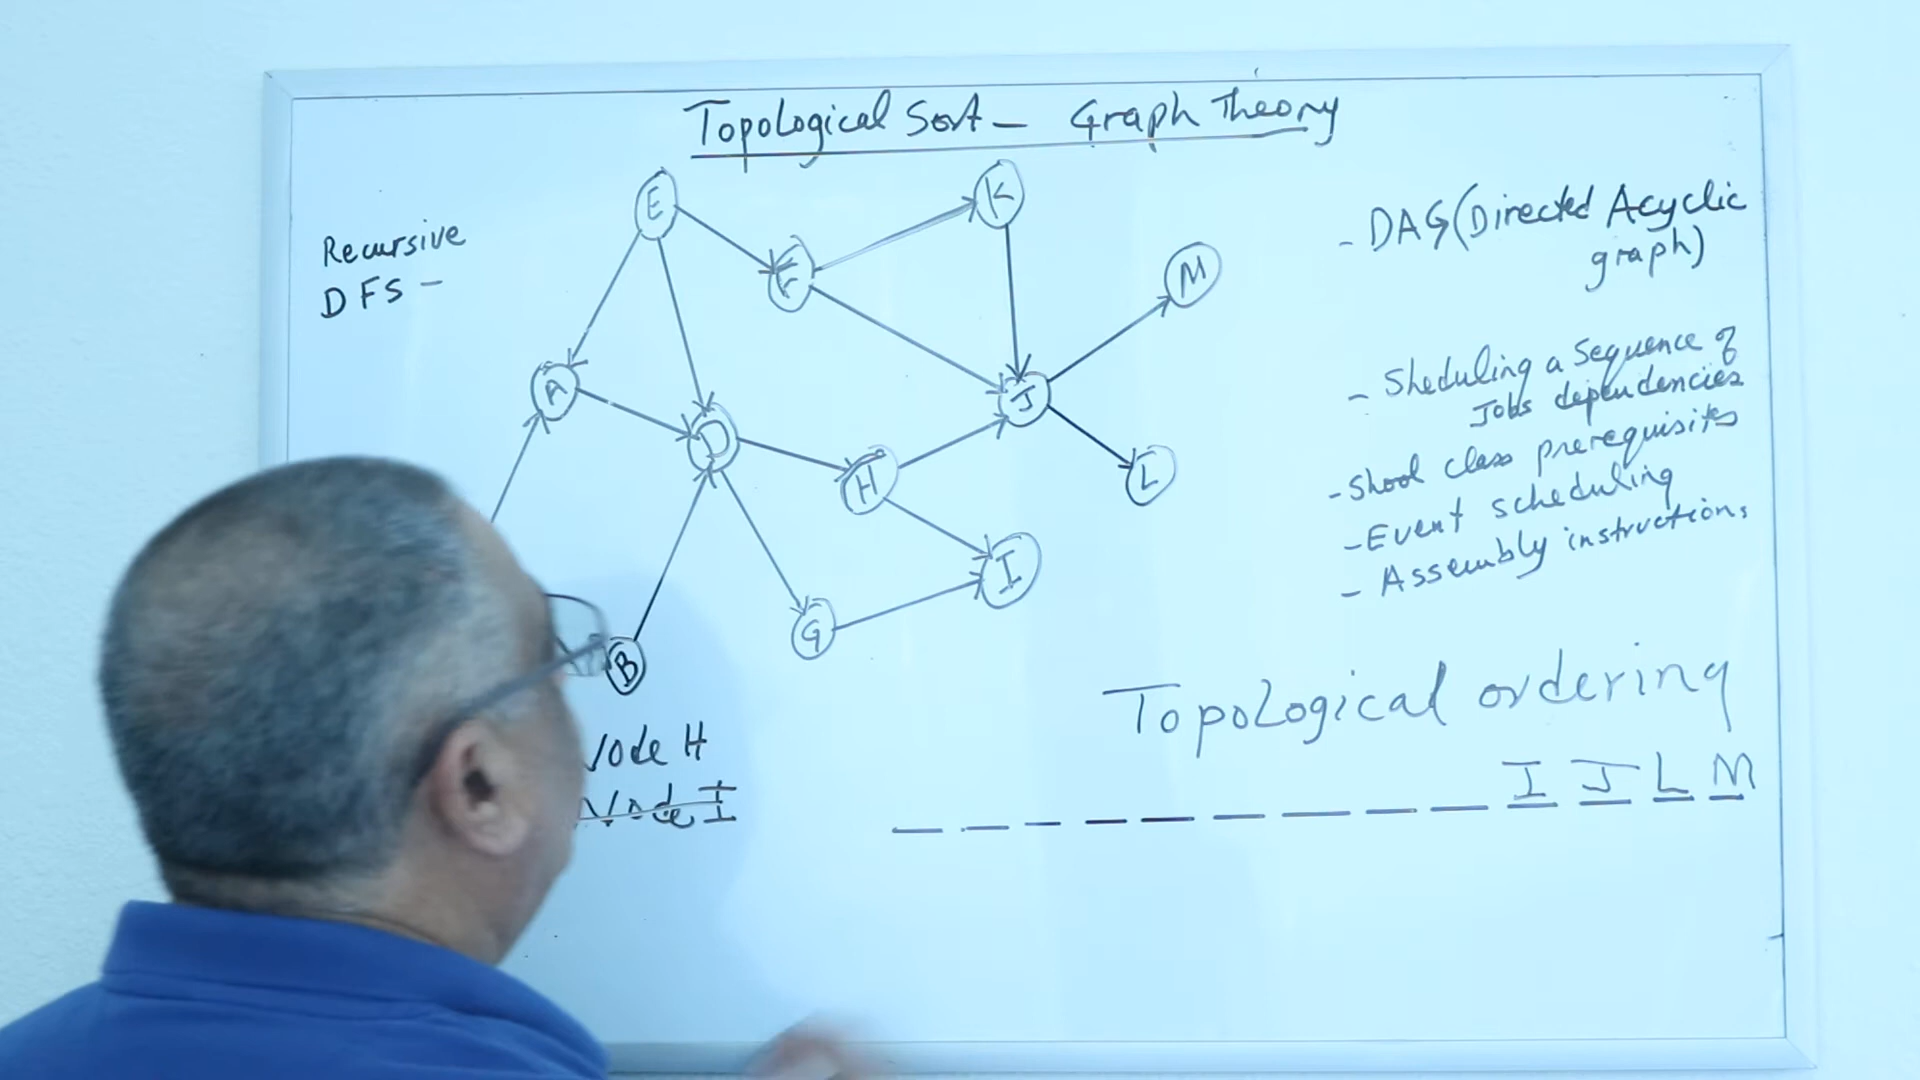 Topological Sort - Graph Theory
Recursive
DFS -
E
K
F
M
A
J
D
H
L
I
G
B
- DAG (Directed Acyclic
graph)
- Sheduling a Sequence of
Jobs dependencies
- Shool class prerequisits
- Event scheduling
- Assembly instructions
Topological ordering
I J L M
Node H
Node I